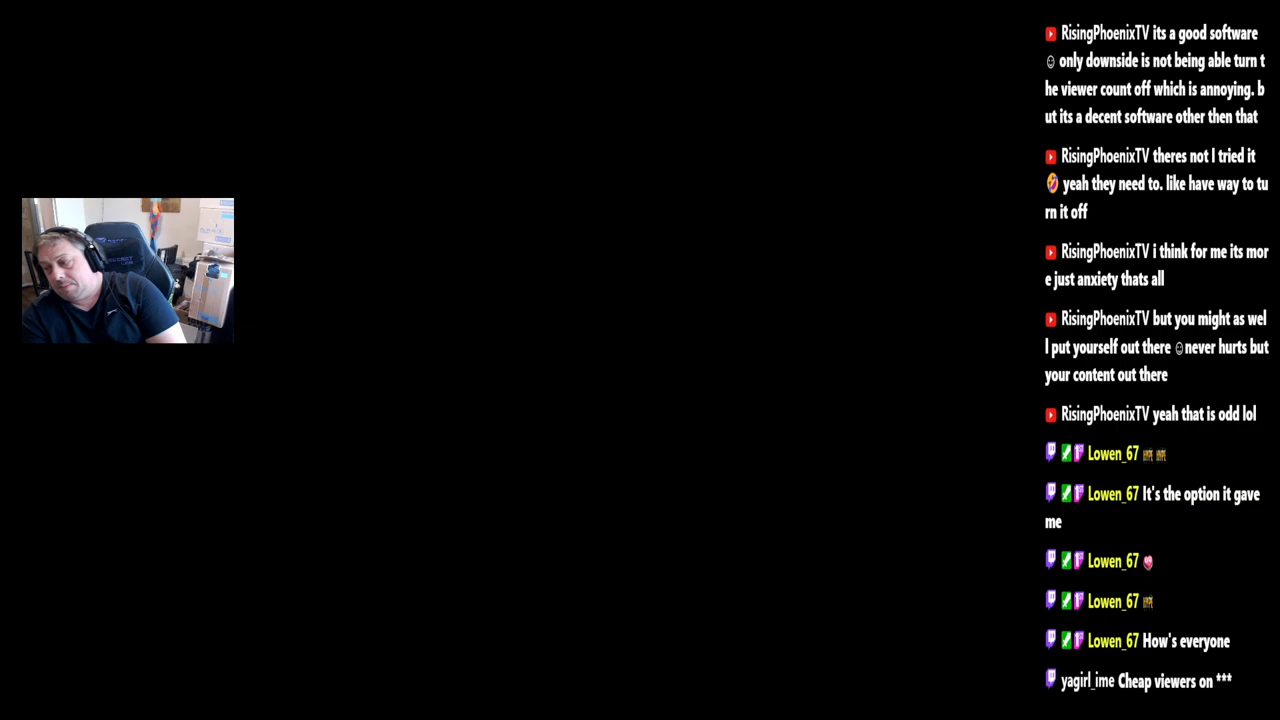 RisingPhoenixTV its a good software
☺ only downside is not being able turn t
he viewer count off which is annoying. b
ut its a decent software other then that
RisingPhoenixTV theres not I tried it
🤣 yeah they need to. like have way to tu
rn it off
RisingPhoenixTV i think for me its mor
e just anxiety thats all
RisingPhoenixTV but you might as wel
l put yourself out there ☺never hurts but
your content out there
RisingPhoenixTV yeah that is odd lol
Lowen_67 HYPE HYPE
Lowen_67 It's the option it gave
me
Lowen_67
Lowen_67 HYPE
Lowen_67 How's everyone
yagirl_ime Cheap viewers on ***